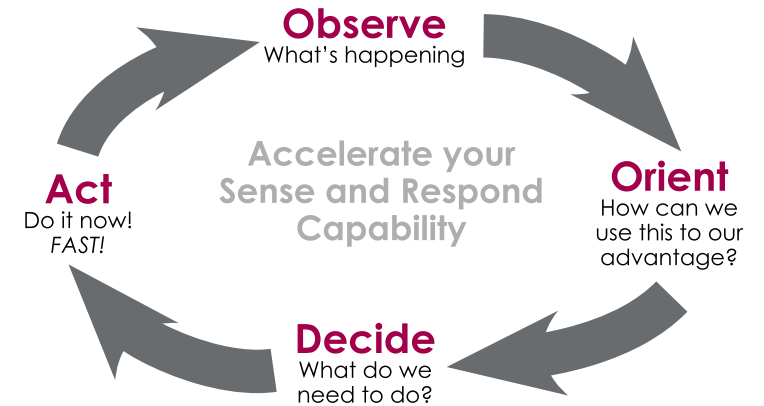 Observe
What's happening
Accelerate your
Sense and Respond
Capability
Orient
How can we
use this to our
advantage?
Decide
What do we
need to do?
Act
Do it now!
FAST!